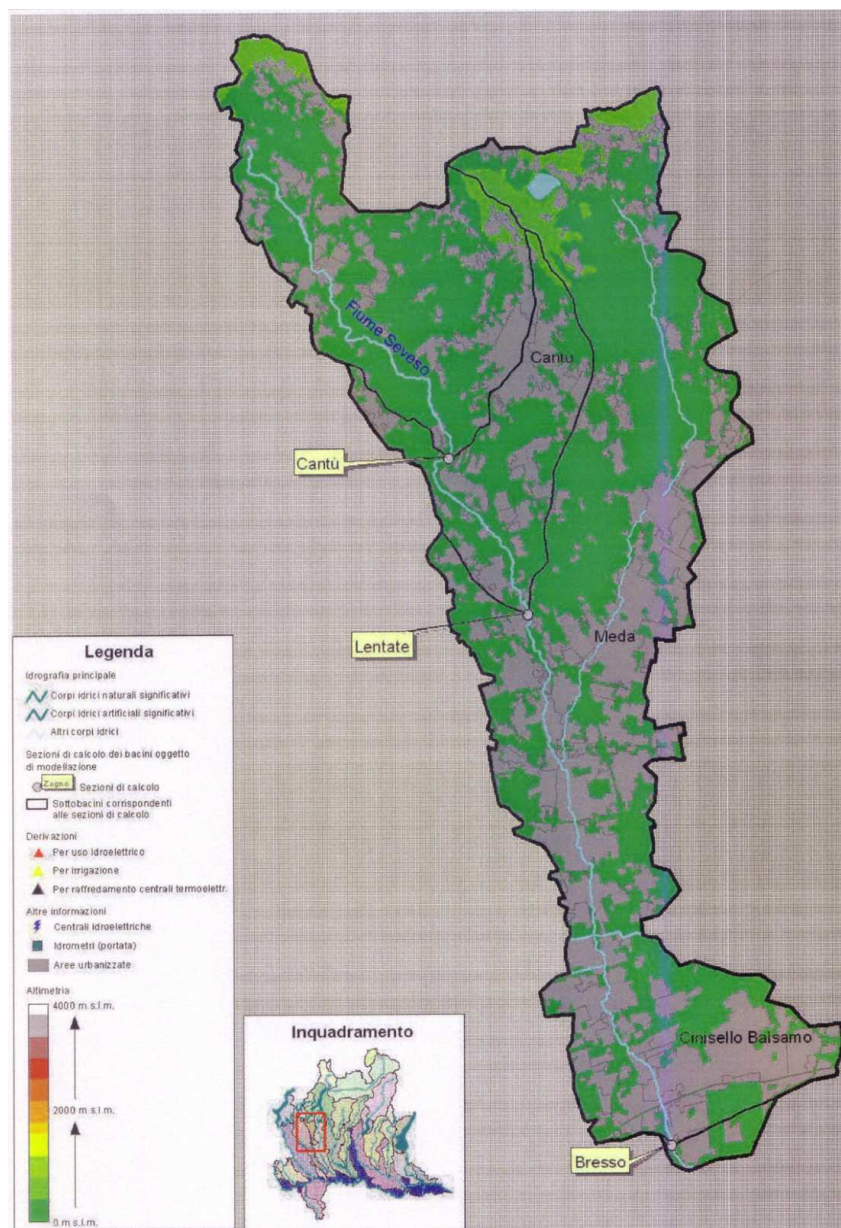 Fiume Seveso
Cantù
Cantù
Lentate
Meda
Cinisello Balsamo
Bresso
Legenda
Idrografia principale
Corpi idrici naturali significativi
Corpi idrici artificiali significativi
Altri corpi idrici
Sezioni di calcolo dei bacini oggetto
di modellazione
Zogno Sezioni di calcolo
Sottobacini corrispondenti
alle sezioni di calcolo
Derivazioni
Per uso idroelettrico
Per irrigazione
Per raffredamento centrali termoelettr.
Altre informazioni
Centrali idroelettriche
Idrometri (portata)
Aree urbanizzate
Altimetria
4000 m s.l.m.
2000 m s.l.m.
0 m s.l.m.
Inquadramento